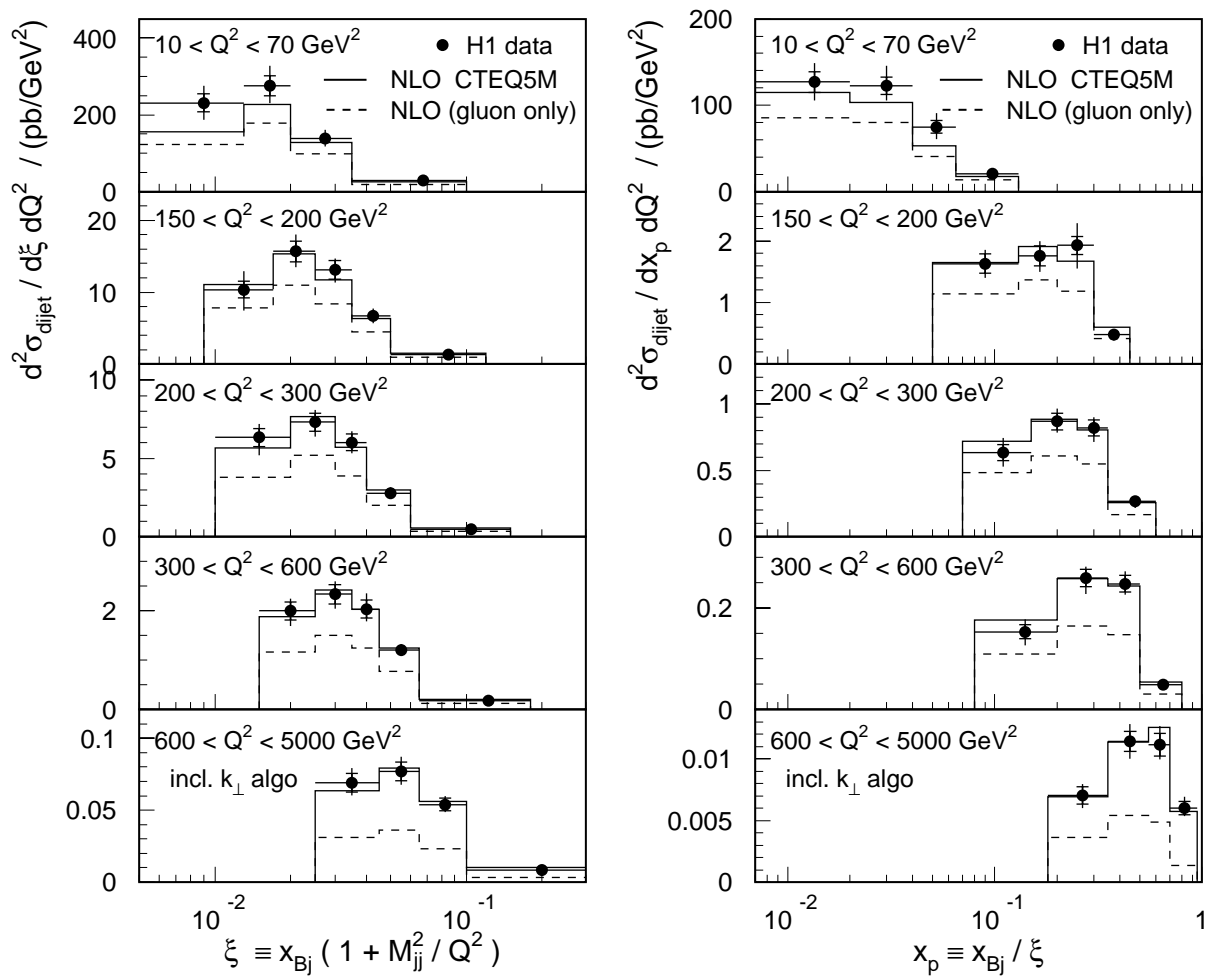 d²σ_dijet / dξ dQ² / (pb/GeV²)
400
200
0
10 < Q² < 70 GeV²
H1 data
NLO CTEQ5M
NLO (gluon only)
20
10
0
150 < Q² < 200 GeV²
10
5
0
200 < Q² < 300 GeV²
2
0
300 < Q² < 600 GeV²
0.1
0.05
0
600 < Q² < 5000 GeV²
incl. k_⊥ algo
10⁻² 10⁻¹
ξ ≡ x_Bj ( 1 + M²_jj / Q² )
d²σ_dijet / dx_p dQ² / (pb/GeV²)
200
100
0
10 < Q² < 70 GeV²
H1 data
NLO CTEQ5M
NLO (gluon only)
2
1
0
150 < Q² < 200 GeV²
1
0.5
0
200 < Q² < 300 GeV²
0.2
0
300 < Q² < 600 GeV²
0.01
0.005
0
600 < Q² < 5000 GeV²
incl. k_⊥ algo
10⁻² 10⁻¹ 1
x_p ≡ x_Bj / ξ